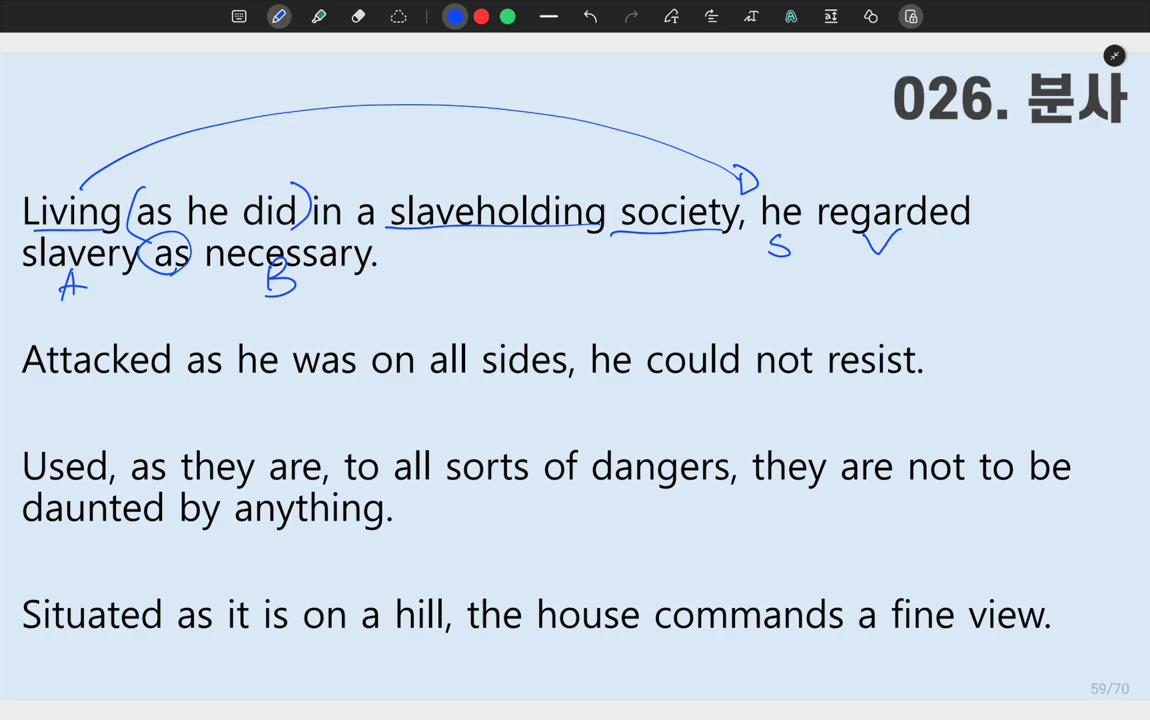 026. 분사
Living (as he did) in a slaveholding society, he regarded
S V
slavery as necessary.
A B
Attacked as he was on all sides, he could not resist.
Used, as they are, to all sorts of dangers, they are not to be
daunted by anything.
Situated as it is on a hill, the house commands a fine view.
59/70